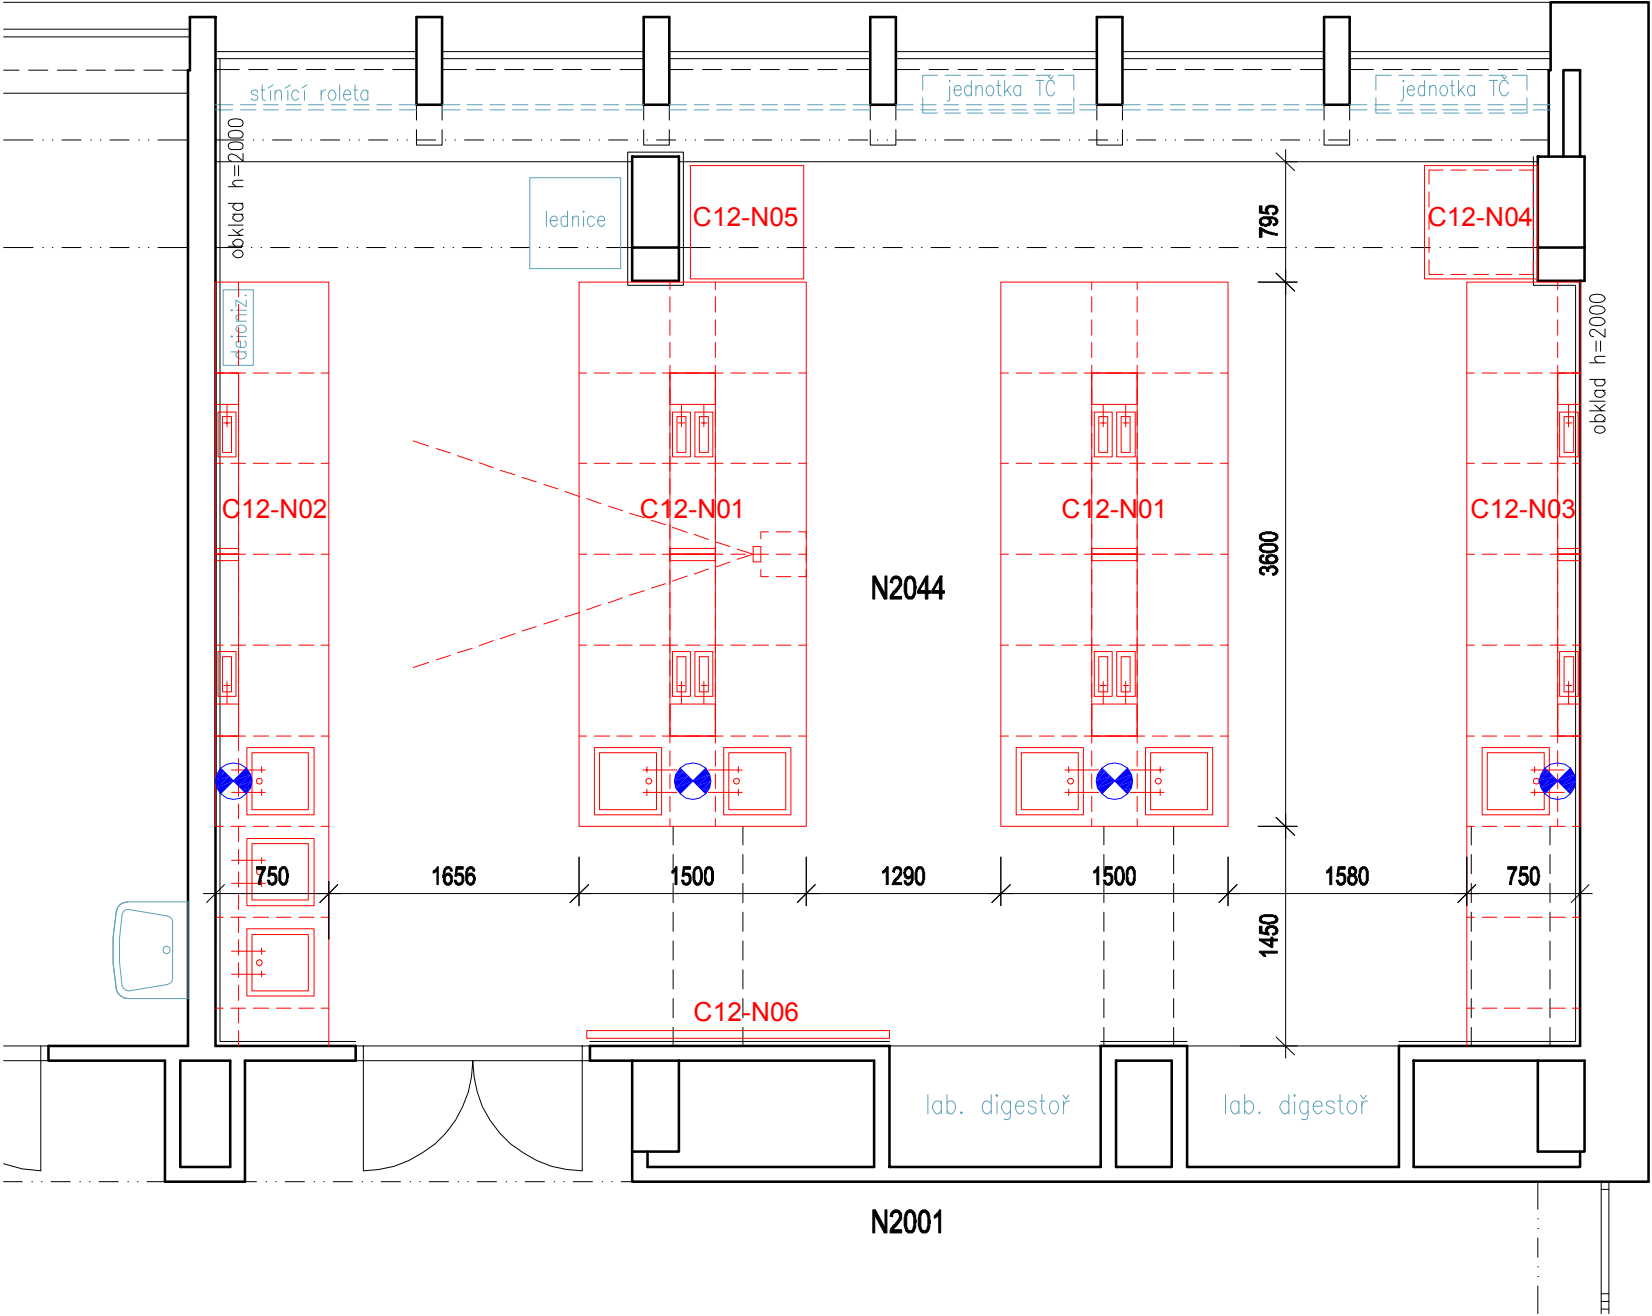 stínící roleta
jednotka TČ
jednotka TČ
obklad h=2000
lednice
C12-N05
795
C12-N04
deioniz.
obklad h=2000
C12-N02
C12-N01
C12-N01
C12-N03
3600
N2044
750
1656
1500
1290
1500
1580
750
1450
C12-N06
lab. digestoř
lab. digestoř
N2001